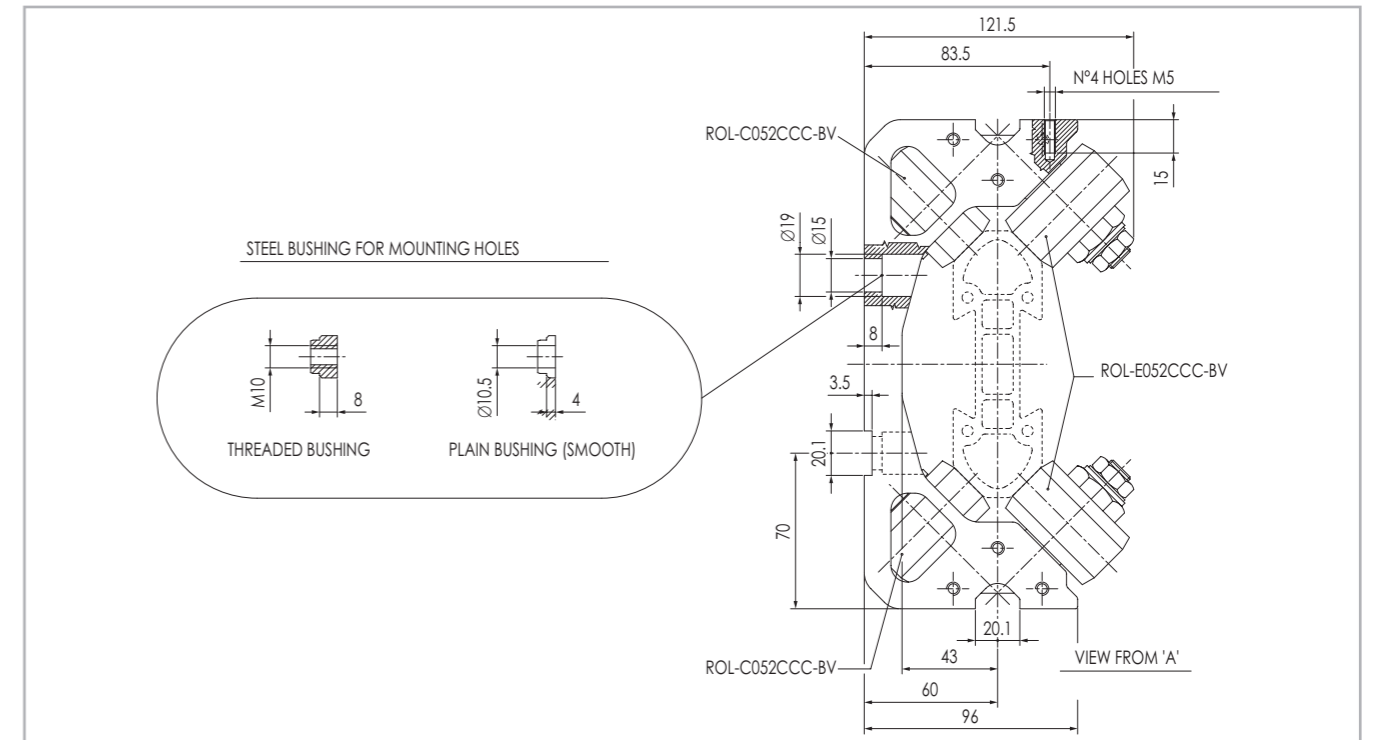 121.5
83.5
Nº4 HOLES M5
ROL-C052CCC-BV
15
Ø19
Ø15
STEEL BUSHING FOR MOUNTING HOLES
8
ROL-E052CCC-BV
3.5
M10
8
Ø10.5
4
THREADED BUSHING
PLAIN BUSHING (SMOOTH)
20.1
70
20.1
VIEW FROM 'A'
43
ROL-C052CCC-BV
60
96